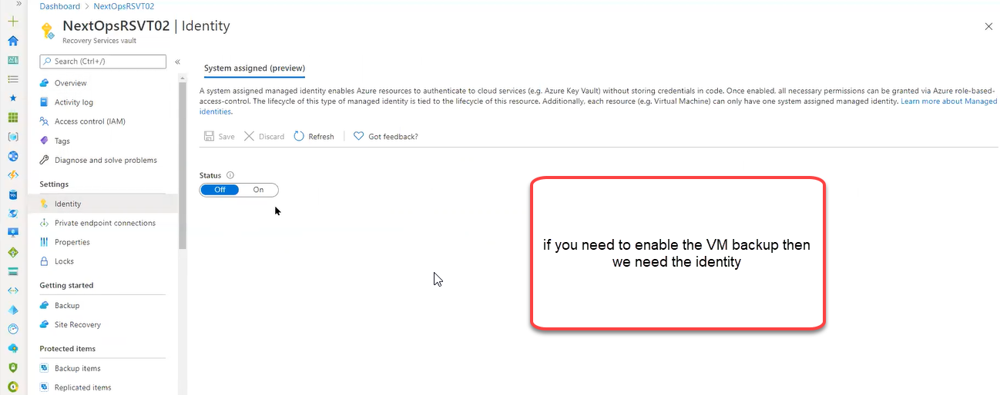 Dashboard > NextOpsRSVT02
NextOpsRSVT02 | Identity
Recovery Services vault
Search (Ctrl+/)
Overview
Activity log
Access control (IAM)
Tags
Diagnose and solve problems
Settings
Identity
Private endpoint connections
Properties
Locks
Getting started
Backup
Site Recovery
Protected items
Backup items
Replicated items
System assigned (preview)
A system assigned managed identity enables Azure resources to authenticate to cloud services (e.g. Azure Key Vault) without storing credentials in code. Once enabled, all necessary permissions can be granted via Azure role-based-
access-control. The lifecycle of this type of managed identity is tied to the lifecycle of this resource. Additionally, each resource (e.g. Virtual Machine) can only have one system assigned managed identity. Learn more about Managed
identities.
Save Discard Refresh Got feedback?
Status
Off On
if you need to enable the VM backup then
we need the identity